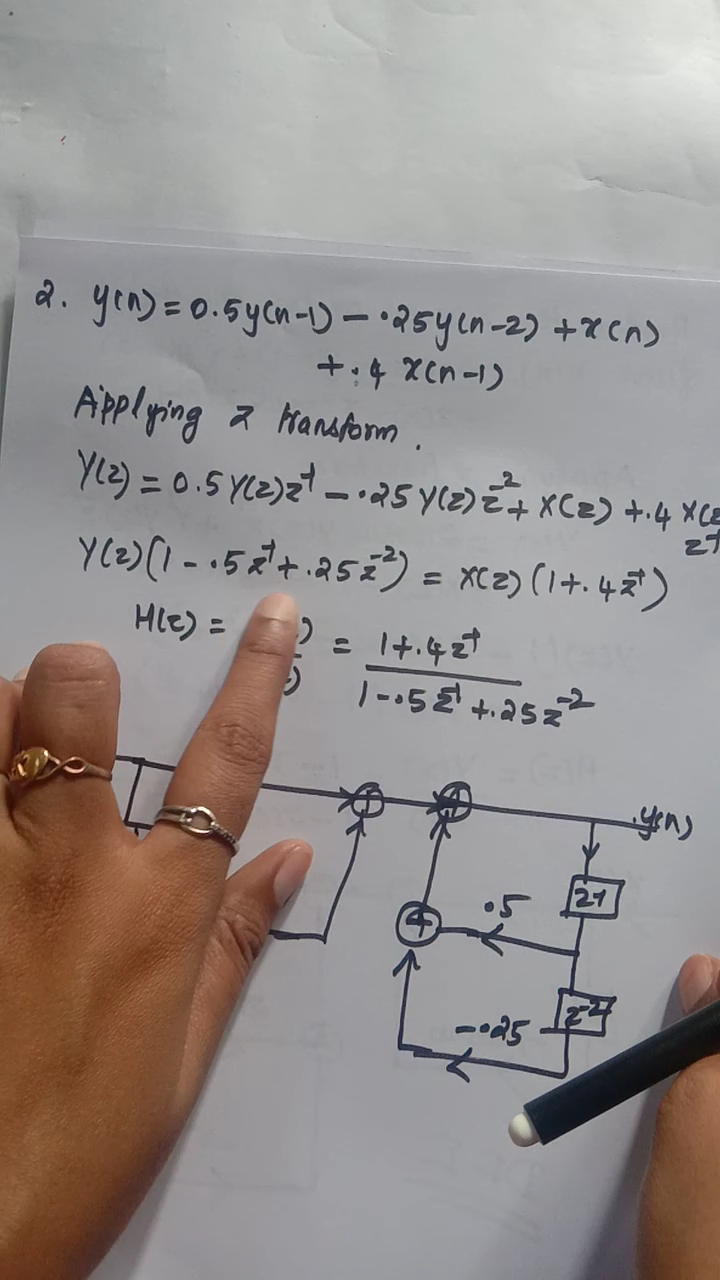 2. y(n) = 0.5y(n-1) - .25y(n-2) + x(n)
+ .4 x(n-1)
Applying z transform.
Y(z) = 0.5 Y(z)z⁻¹ - .25 Y(z) z⁻² + X(z) + .4 X(z
z⁻¹
Y(z)(1 - .5z⁻¹ + .25z⁻²) = X(z)(1+.4z⁻¹)
H(z) = = 1+.4z⁻¹
1-.5z⁻¹+.25z⁻²
+ + y(n)
z⁻¹
.5
+
z⁻²
-.25